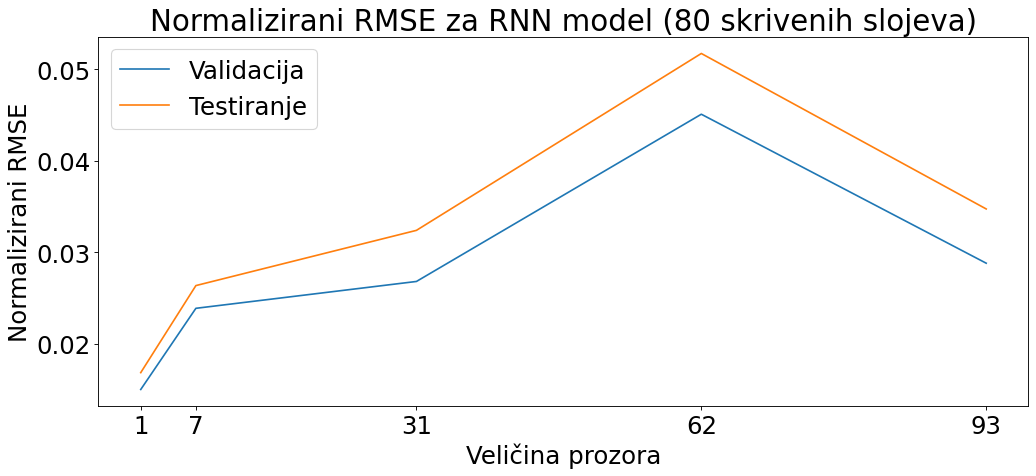 Normalizirani RMSE za RNN model (80 skrivenih slojeva)
Validacija
Testiranje
Normalizirani RMSE
0.05
0.04
0.03
0.02
1 7 31 62 93
Veličina prozora